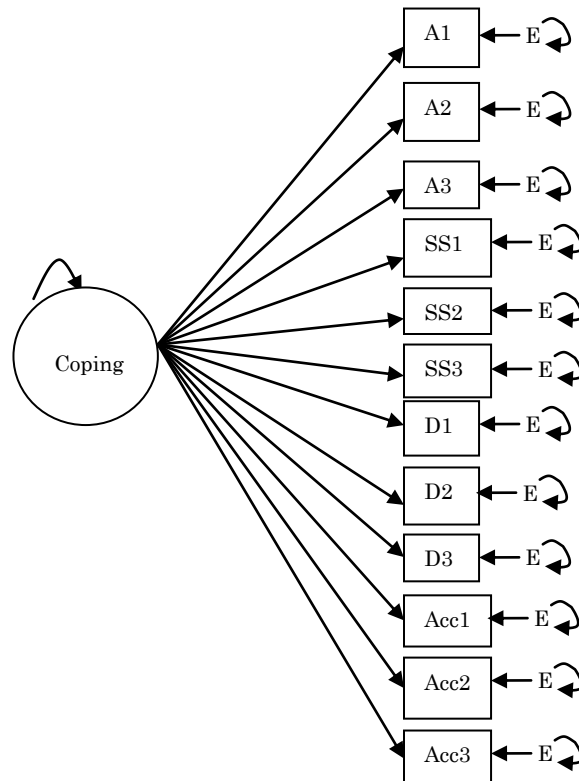 A1 E
A2 E
A3 E
SS1 E
SS2 E
Coping
SS3 E
D1 E
D2 E
D3 E
Acc1 E
Acc2 E
Acc3 E